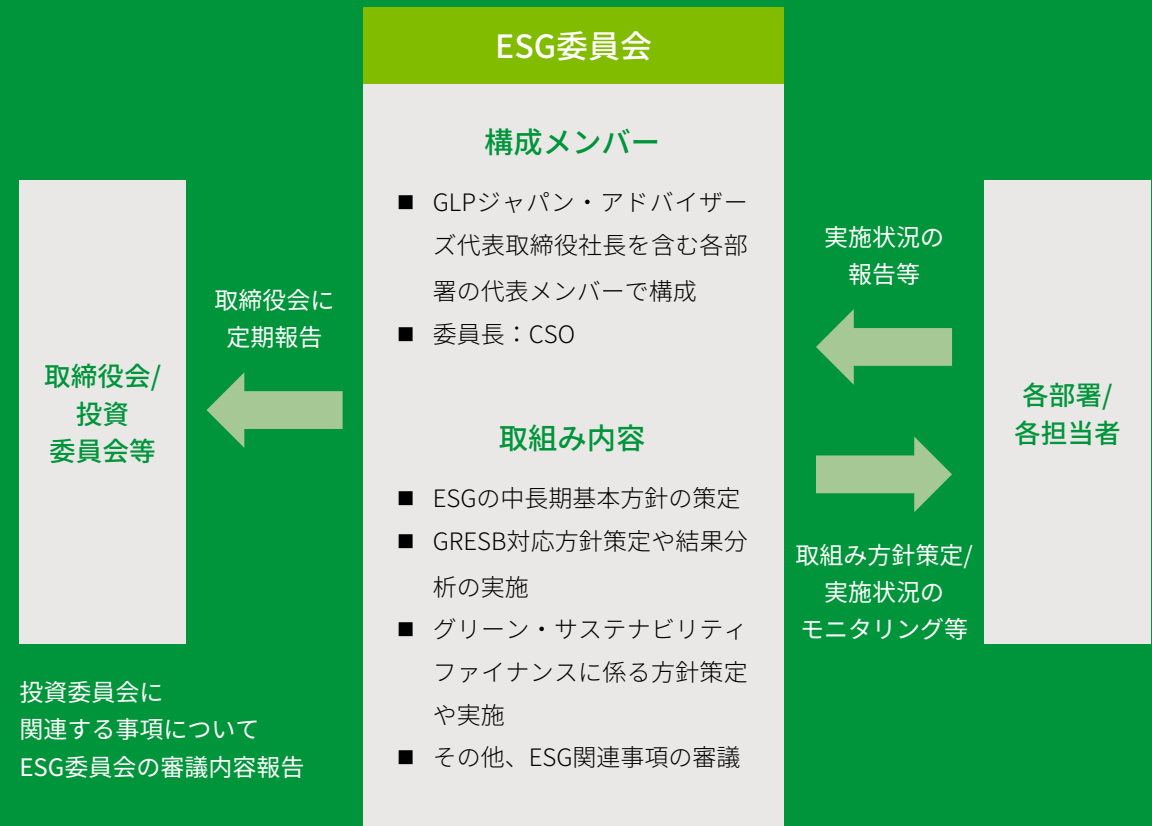 ESG委員会
構成メンバー
■ GLPジャパン・アドバイザー
ズ代表取締役社長を含む各部
署の代表メンバーで構成
■ 委員長：CSO
取組み内容
■ ESGの中長期基本方針の策定
■ GRESB対応方針策定や結果分
析の実施
■ グリーン・サステナビリティ
ファイナンスに係る方針策定
や実施
■ その他、ESG関連事項の審議
取締役会に
定期報告
取締役会/
投資
委員会等
投資委員会に
関連する事項について
ESG委員会の審議内容報告
実施状況の
報告等
各部署/
各担当者
取組み方針策定/
実施状況の
モニタリング等